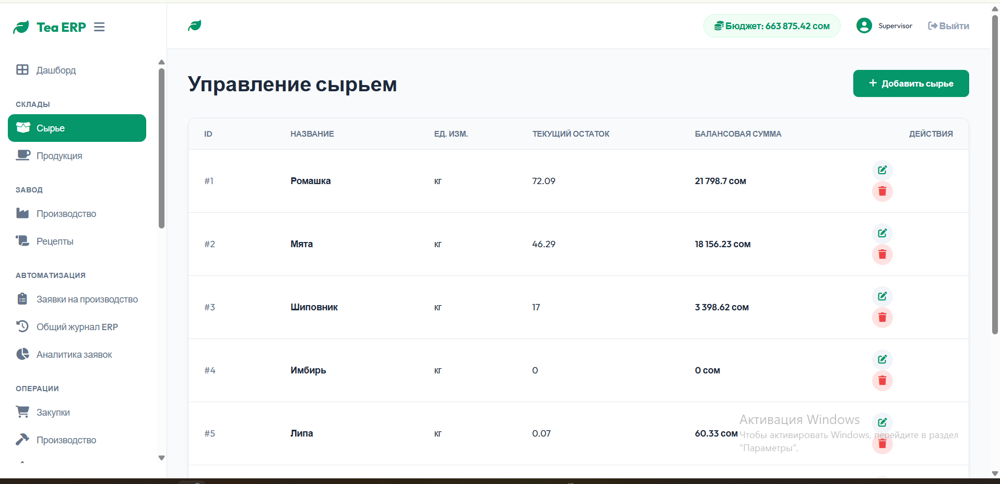 Tea ERP
Бюджет: 663 875.42 сом
Supervisor
Выйти
Дашборд
СКЛАДЫ
Сырье
Продукция
ЗАВОД
Производство
Рецепты
АВТОМАТИЗАЦИЯ
Заявки на производство
Общий журнал ERP
Аналитика заявок
ОПЕРАЦИИ
Закупки
Производство
Управление сырьем
+ Добавить сырье
ID НАЗВАНИЕ ЕД. ИЗМ. ТЕКУЩИЙ ОСТАТОК БАЛАНСОВАЯ СУММА ДЕЙСТВИЯ
#1 Ромашка кг 72.09 21 798.7 сом
#2 Мята кг 46.29 18 156.23 сом
#3 Шиповник кг 17 3 398.62 сом
#4 Имбирь кг 0 0 сом
#5 Липа кг 0.07 60.33 сом
Активация Windows
Чтобы активировать Windows, перейдите в раздел
"Параметры".